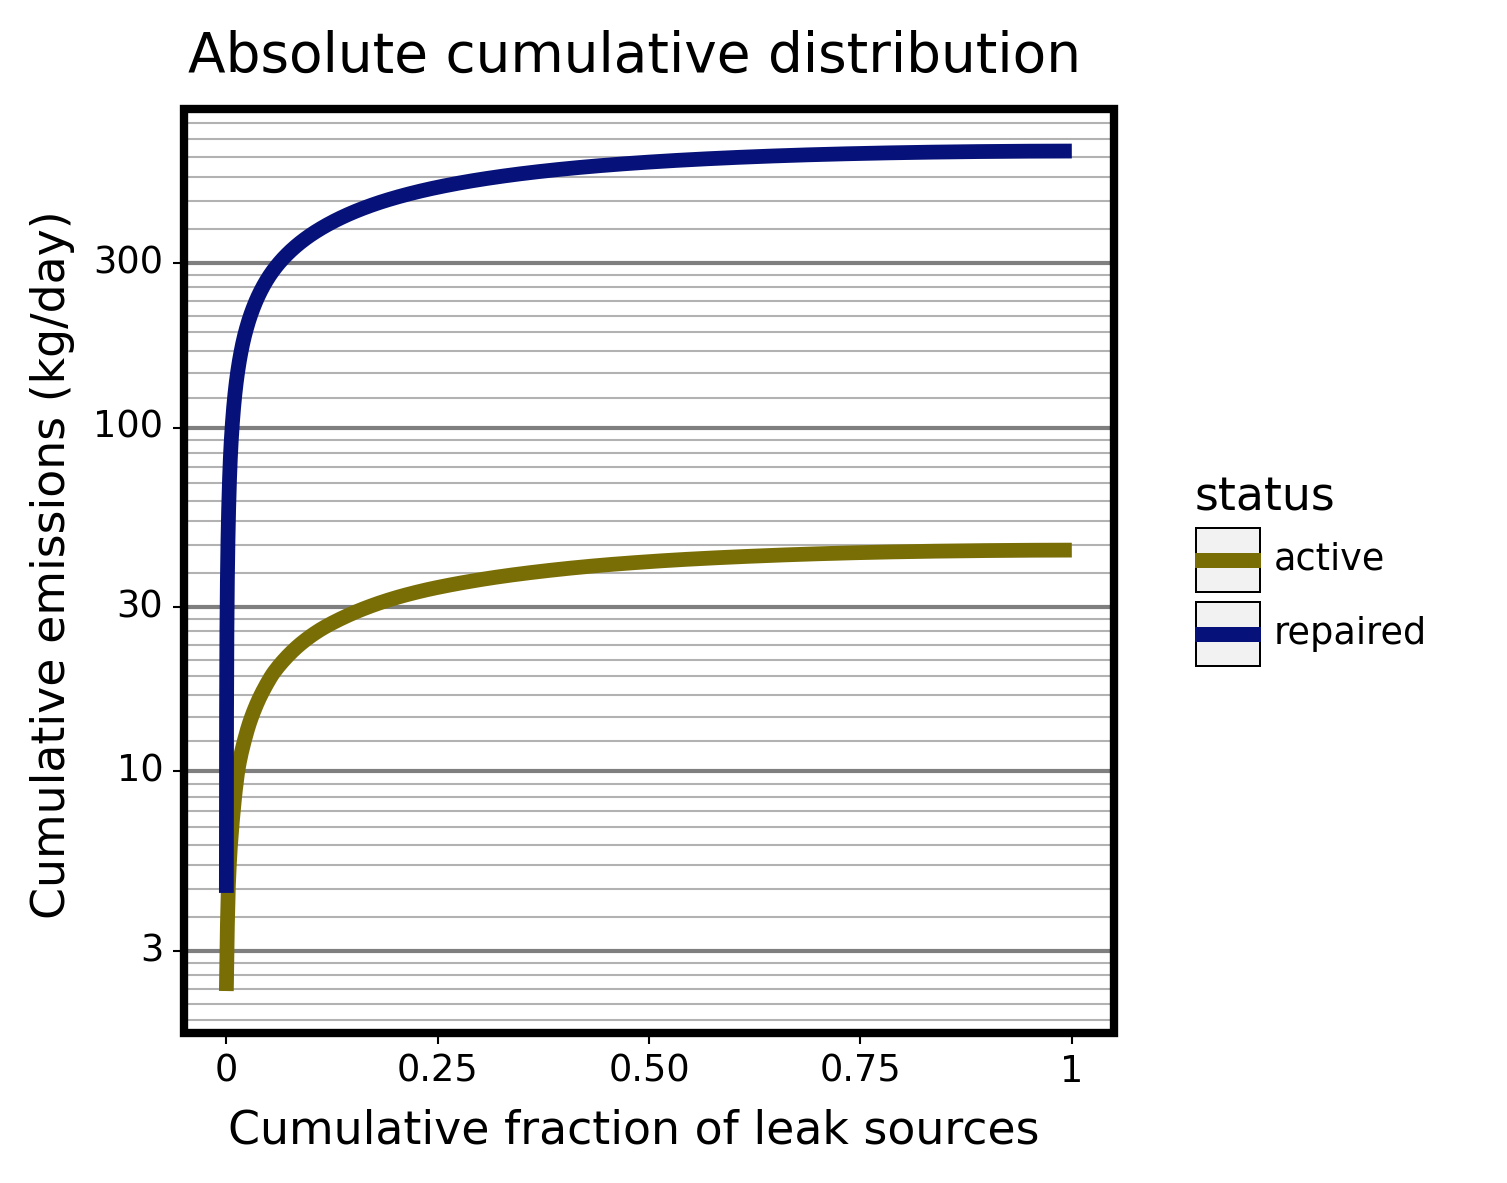 Absolute cumulative distribution
Cumulative emissions (kg/day)
300
100
30
10
3
0
0.25
0.50
0.75
1
Cumulative fraction of leak sources
status
active
repaired